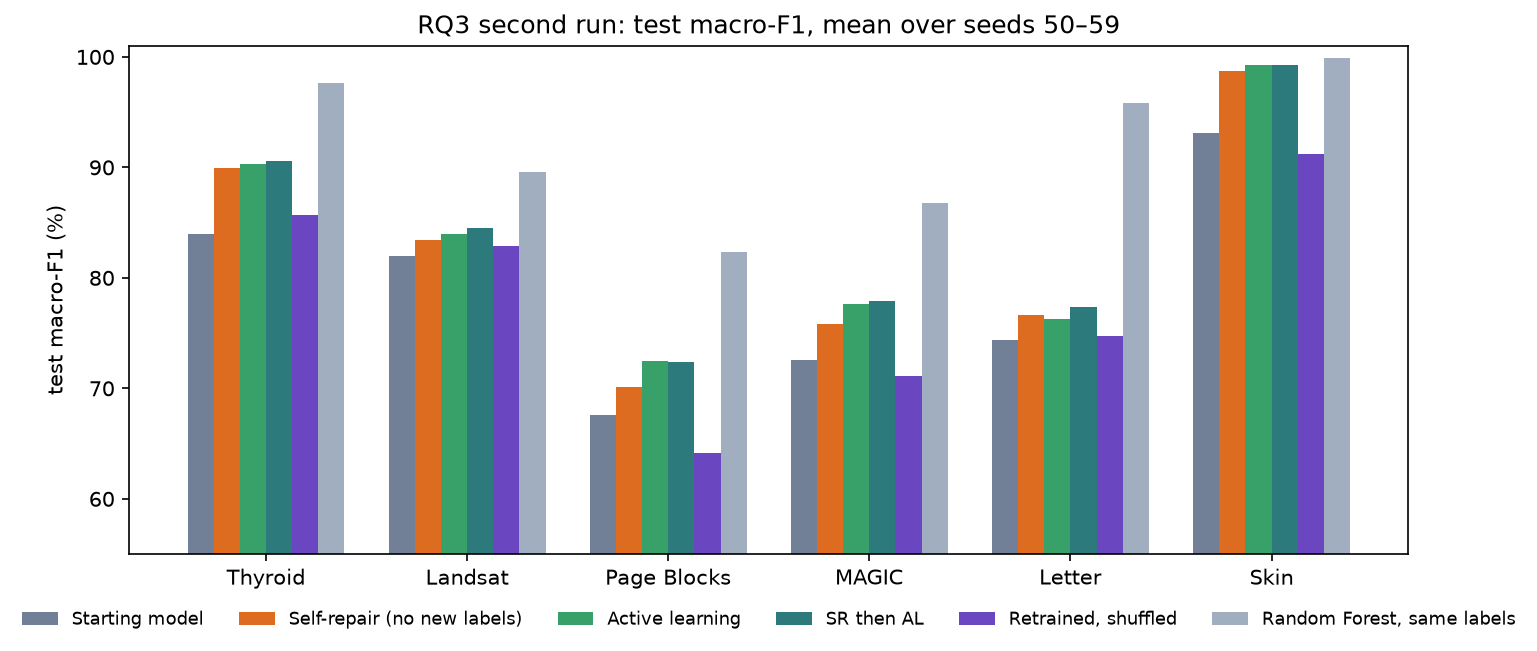 RQ3 second run: test macro-F1, mean over seeds 50–59
test macro-F1 (%)
100
90
80
70
60
Thyroid Landsat Page Blocks MAGIC Letter Skin
Starting model Self-repair (no new labels) Active learning SR then AL Retrained, shuffled Random Forest, same labels